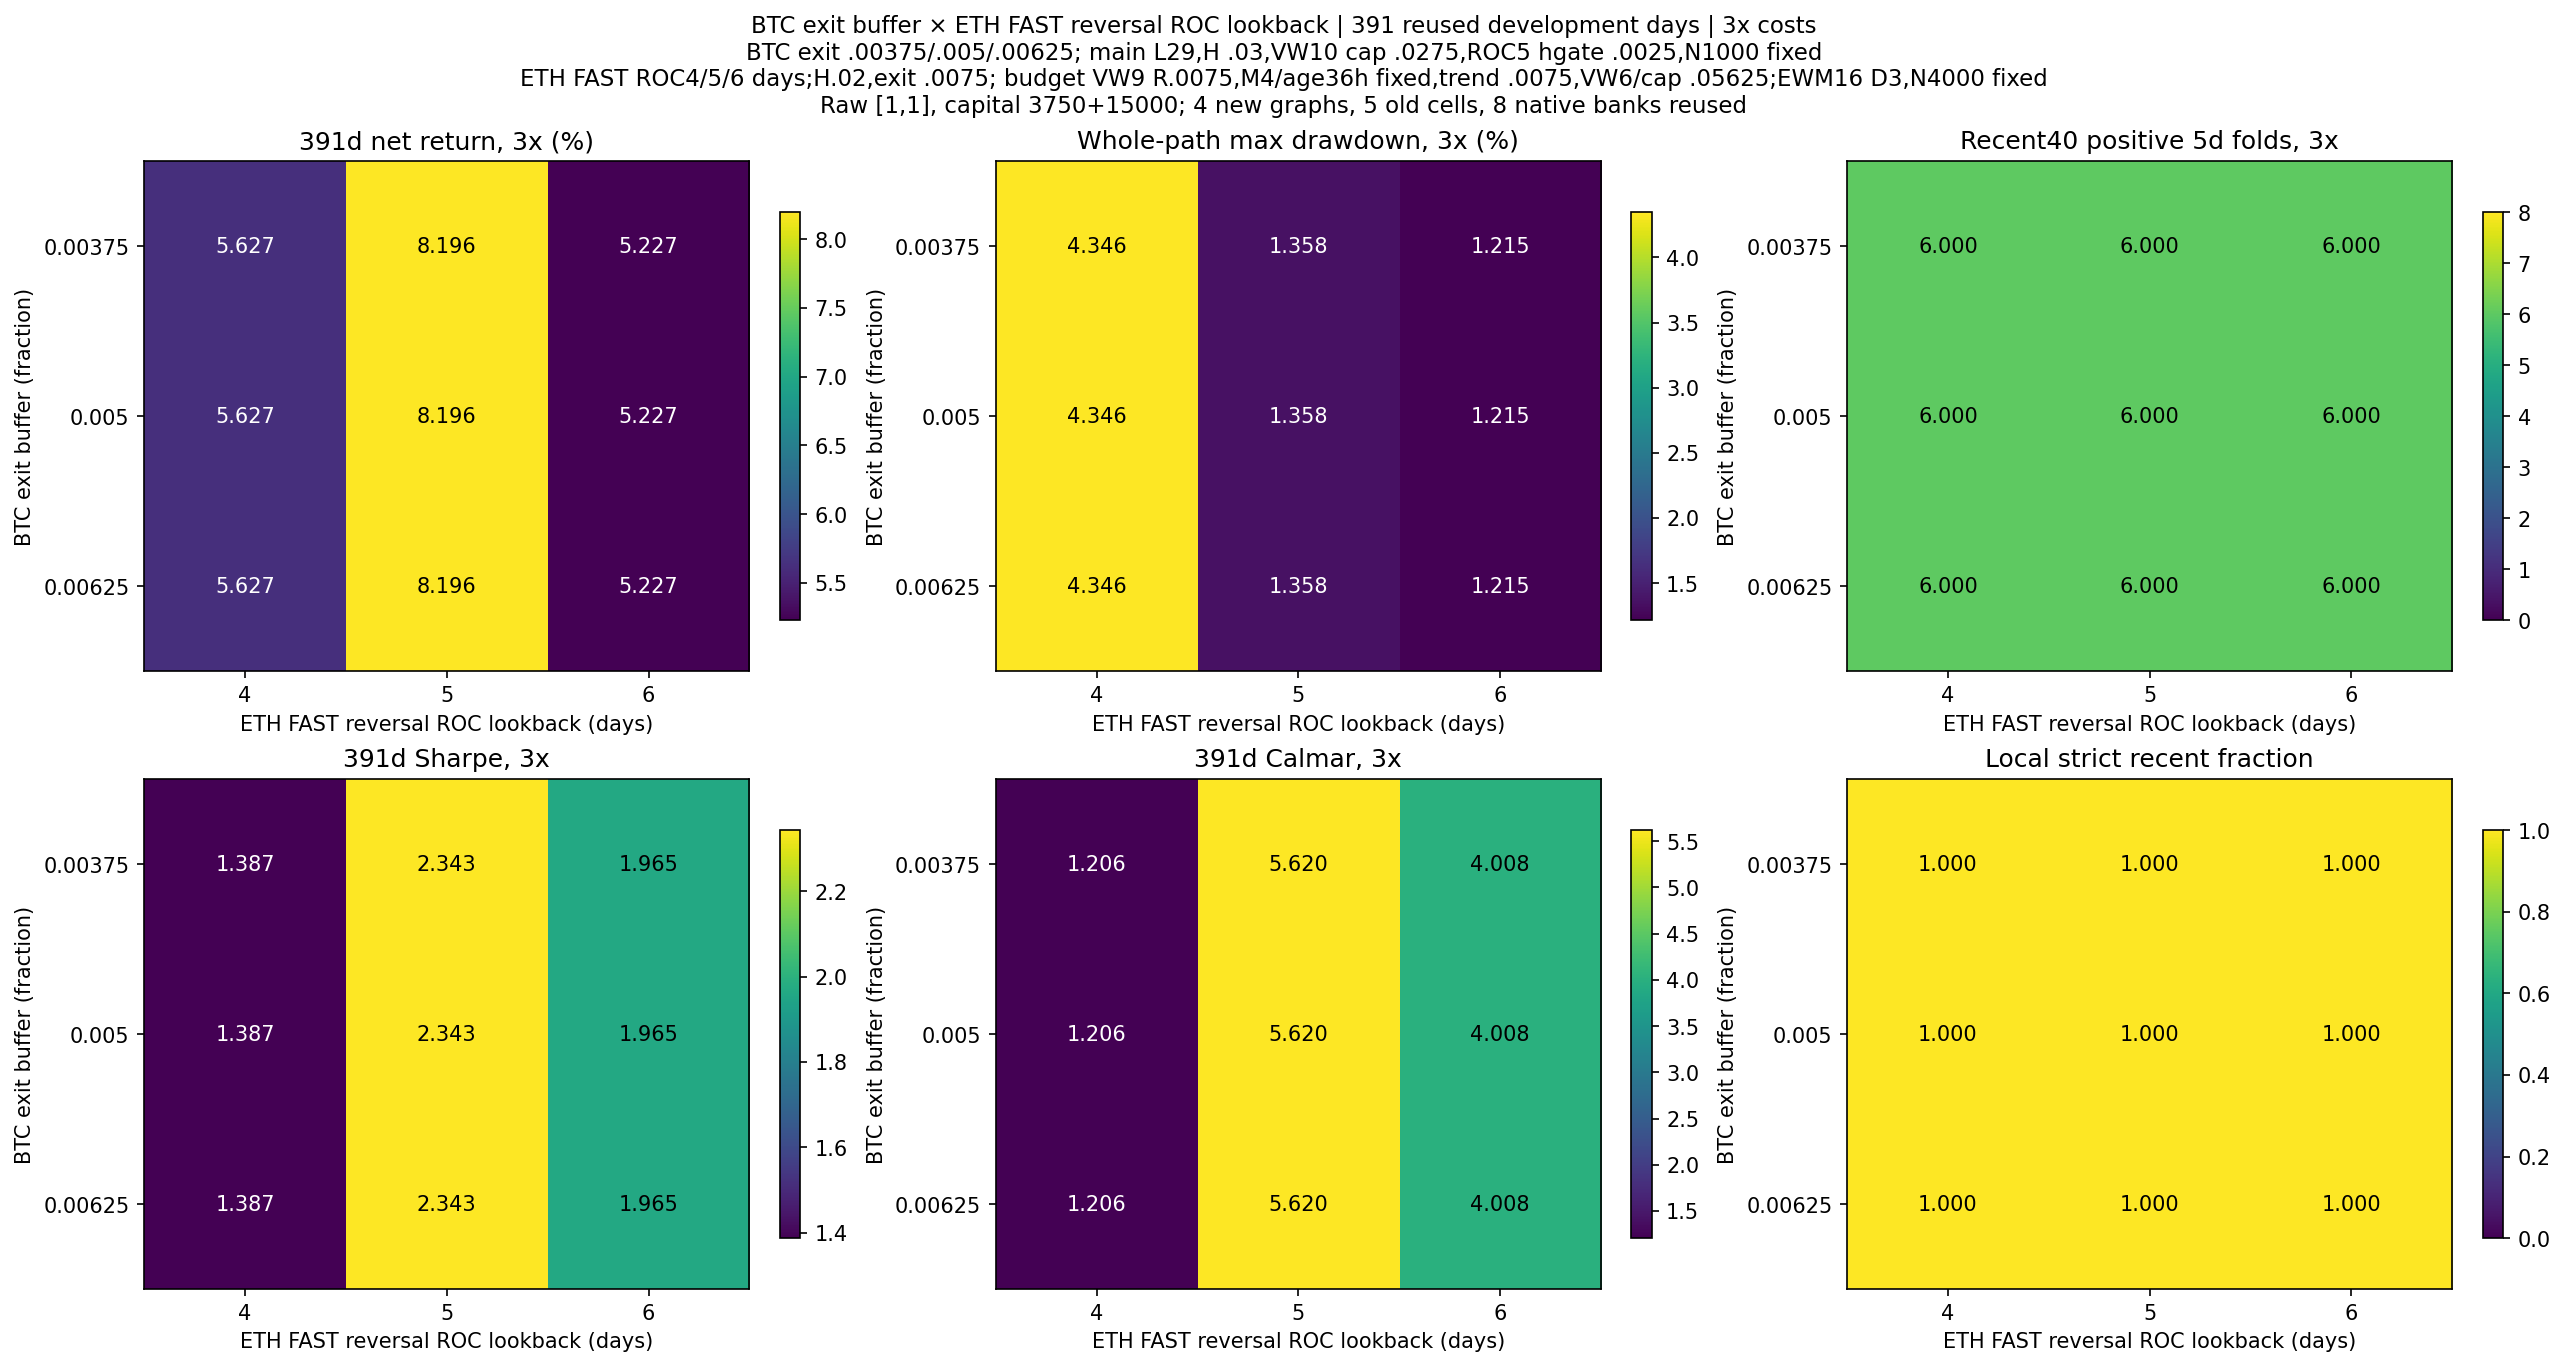 BTC exit buffer × ETH FAST reversal ROC lookback | 391 reused development days | 3x costs
BTC exit .00375/.005/.00625; main L29,H .03,VW10 cap .0275,ROC5 hgate .0025,N1000 fixed
ETH FAST ROC4/5/6 days;H.02,exit .0075; budget VW9 R.0075,M4/age36h fixed,trend .0075,VW6/cap .05625;EWM16 D3,N4000 fixed
Raw [1,1], capital 3750+15000; 4 new graphs, 5 old cells, 8 native banks reused
391d net return, 3x (%)
BTC exit buffer (fraction)
0.00375
5.627 8.196 5.227
0.005
5.627 8.196 5.227
0.00625
5.627 8.196 5.227
4 5 6
ETH FAST reversal ROC lookback (days)
8.0
7.5
7.0
6.5
6.0
5.5
Whole-path max drawdown, 3x (%)
BTC exit buffer (fraction)
0.00375
4.346 1.358 1.215
0.005
4.346 1.358 1.215
0.00625
4.346 1.358 1.215
4 5 6
ETH FAST reversal ROC lookback (days)
4.0
3.5
3.0
2.5
2.0
1.5
Recent40 positive 5d folds, 3x
BTC exit buffer (fraction)
0.00375
6.000 6.000 6.000
0.005
6.000 6.000 6.000
0.00625
6.000 6.000 6.000
4 5 6
ETH FAST reversal ROC lookback (days)
8
7
6
5
4
3
2
1
0
391d Sharpe, 3x
BTC exit buffer (fraction)
0.00375
1.387 2.343 1.965
0.005
1.387 2.343 1.965
0.00625
1.387 2.343 1.965
4 5 6
ETH FAST reversal ROC lookback (days)
2.2
2.0
1.8
1.6
1.4
391d Calmar, 3x
BTC exit buffer (fraction)
0.00375
1.206 5.620 4.008
0.005
1.206 5.620 4.008
0.00625
1.206 5.620 4.008
4 5 6
ETH FAST reversal ROC lookback (days)
5.5
5.0
4.5
4.0
3.5
3.0
2.5
2.0
1.5
Local strict recent fraction
BTC exit buffer (fraction)
0.00375
1.000 1.000 1.000
0.005
1.000 1.000 1.000
0.00625
1.000 1.000 1.000
4 5 6
ETH FAST reversal ROC lookback (days)
1.0
0.8
0.6
0.4
0.2
0.0